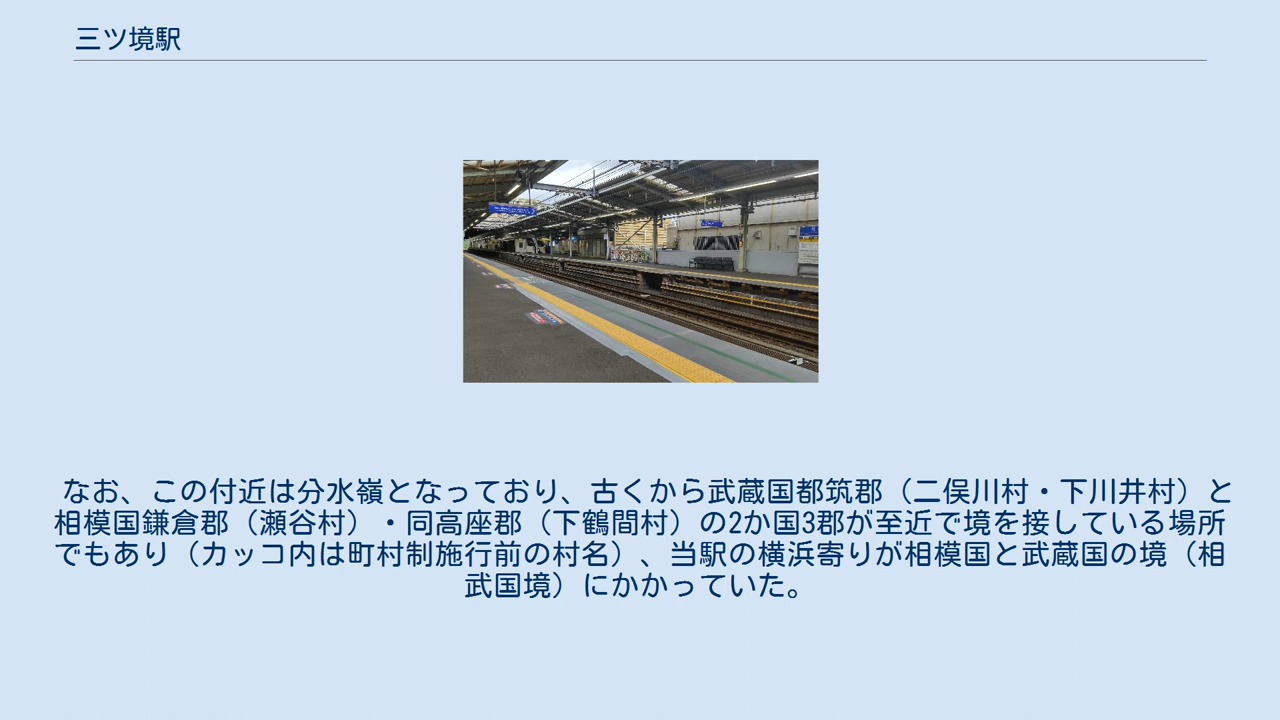 三ツ境駅
なお、この付近は分水嶺となっており、古くから武蔵国都筑郡（二俣川村・下川井村）と
相模国鎌倉郡（瀬谷村）・同高座郡（下鶴間村）の2か国3郡が至近で境を接している場所
でもあり（カッコ内は町村制施行前の村名）、当駅の横浜寄りが相模国と武蔵国の境（相
武国境）にかかっていた。